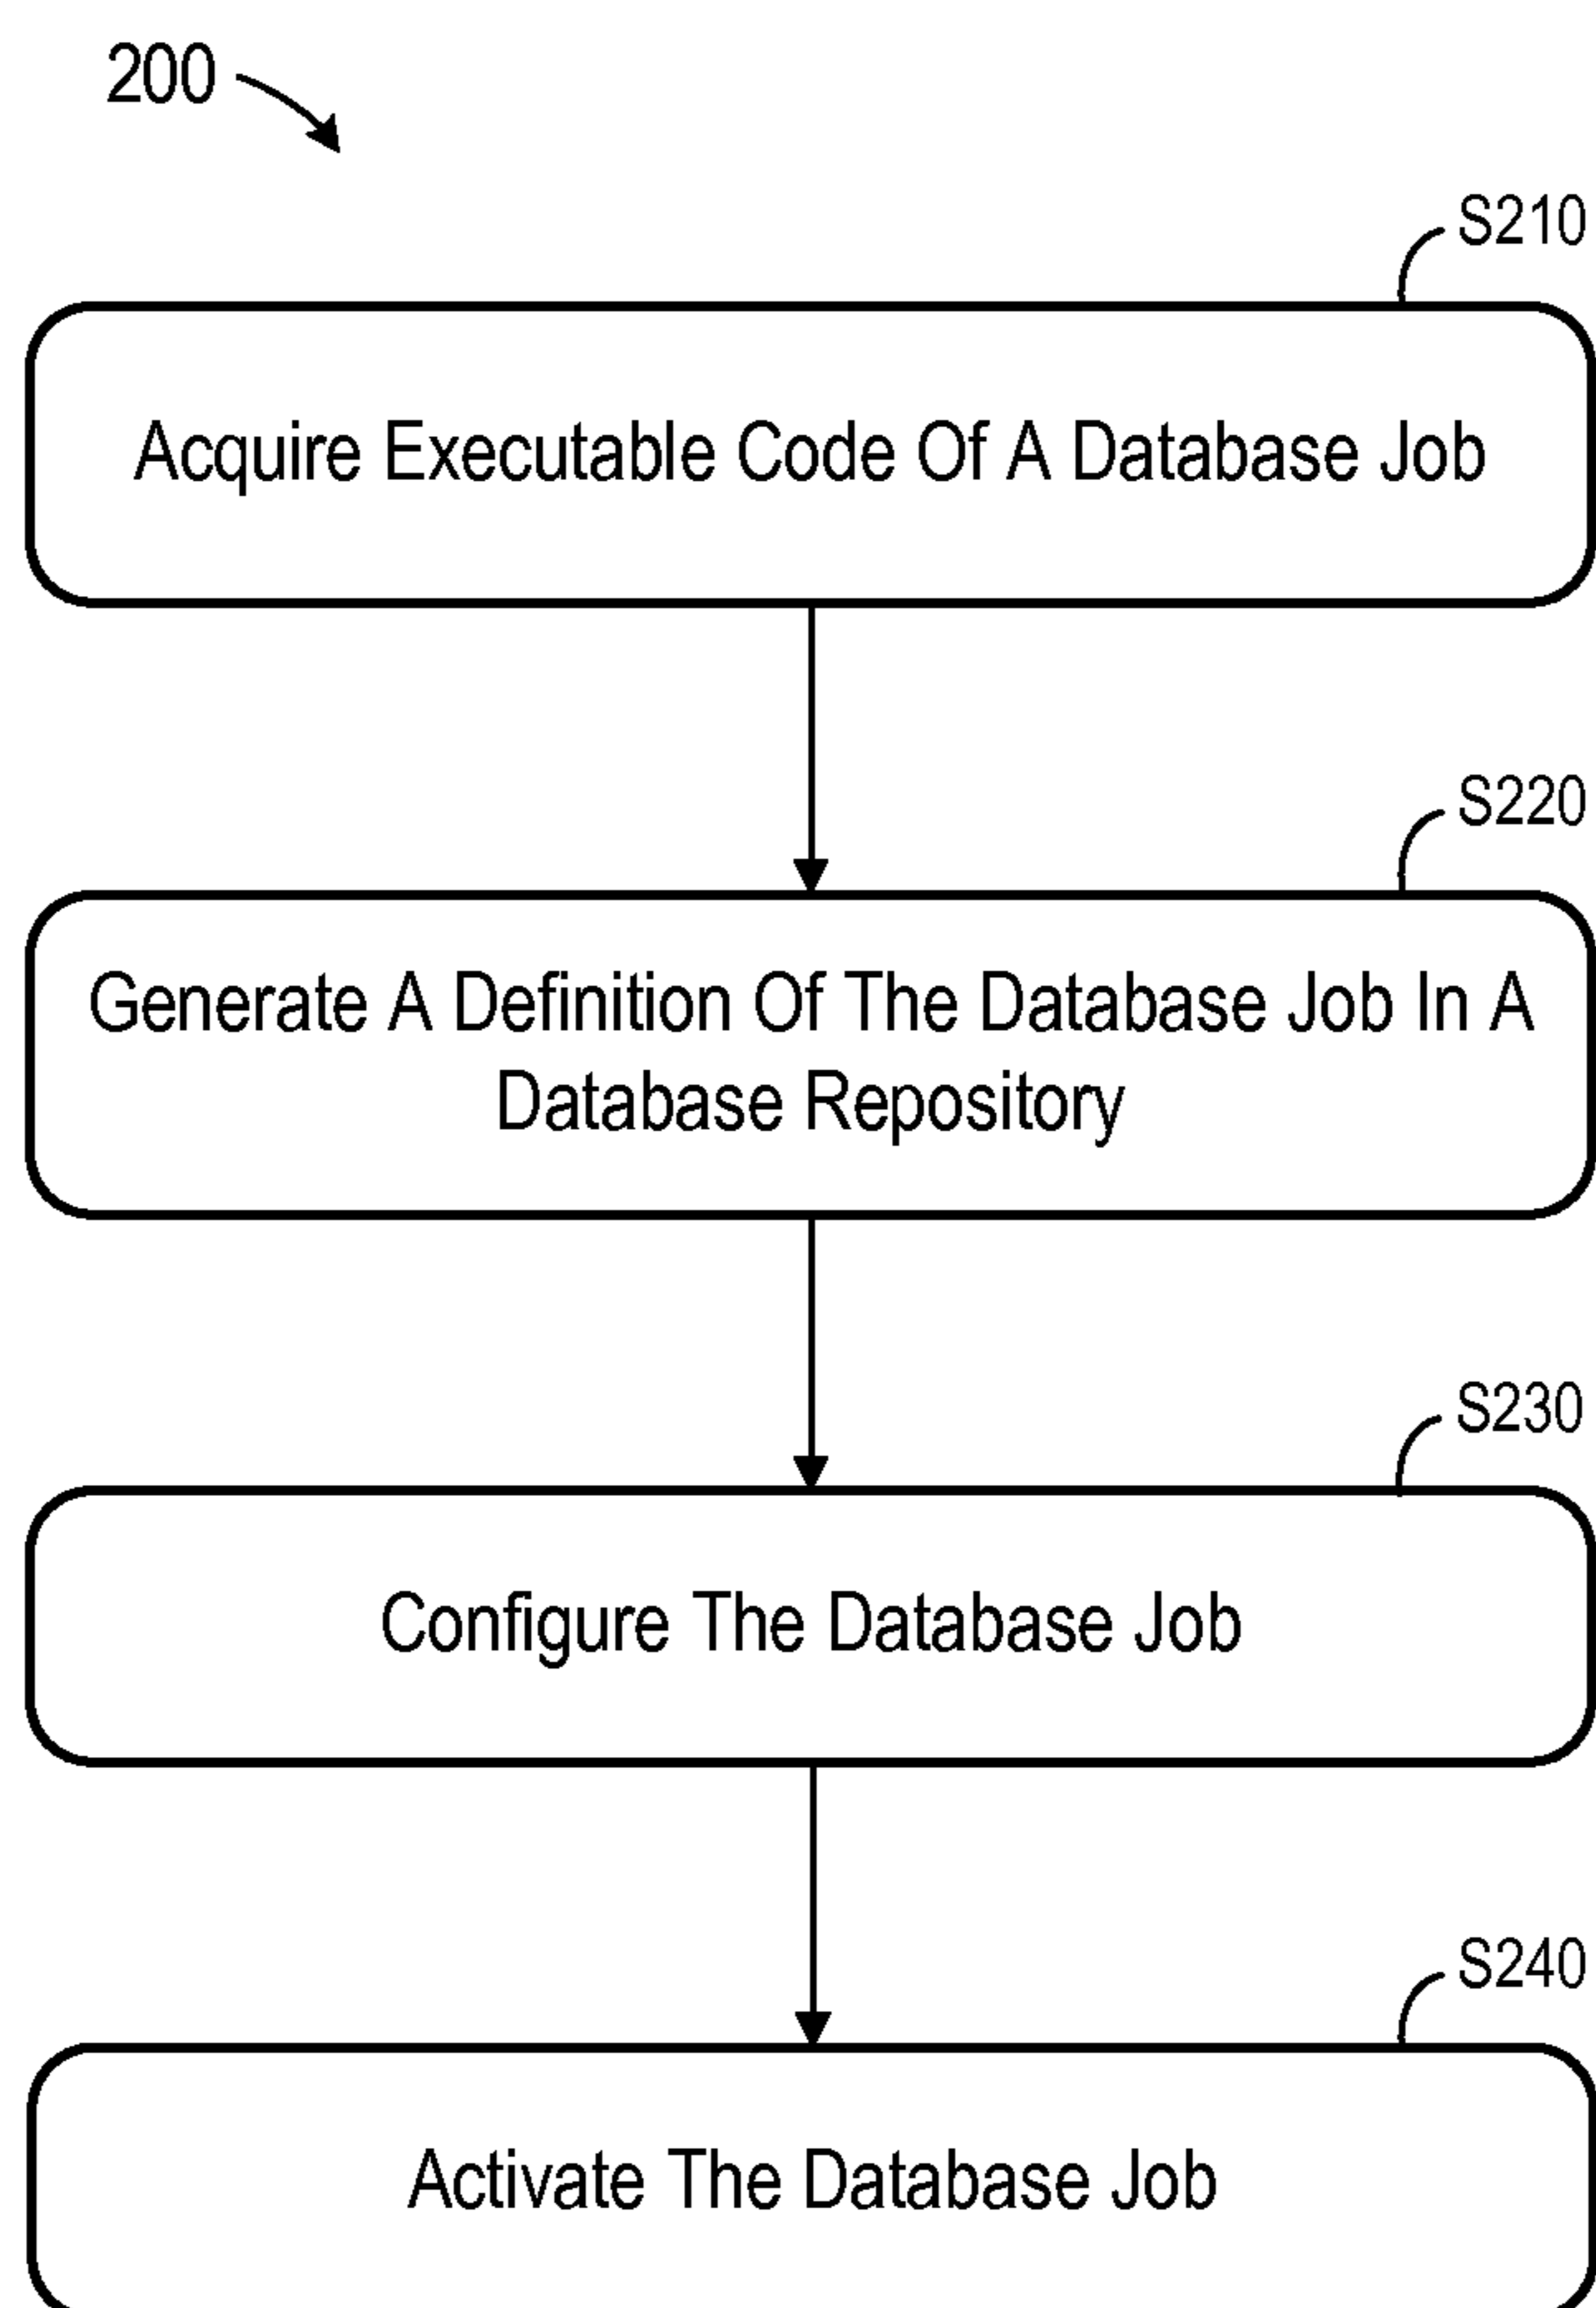 200
S210
Acquire Executable Code Of A Database Job
S220
Generate A Definition Of The Database Job In A
Database Repository
S230
Configure The Database Job
S240
Activate The Database Job